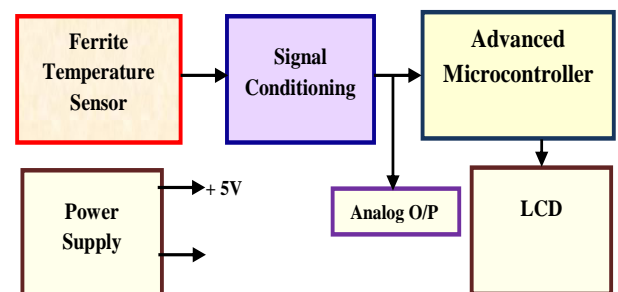 Ferrite
Temperature
Sensor
Signal
Conditioning
Advanced
Microcontroller
Power
Supply
+ 5V
Analog O/P
LCD